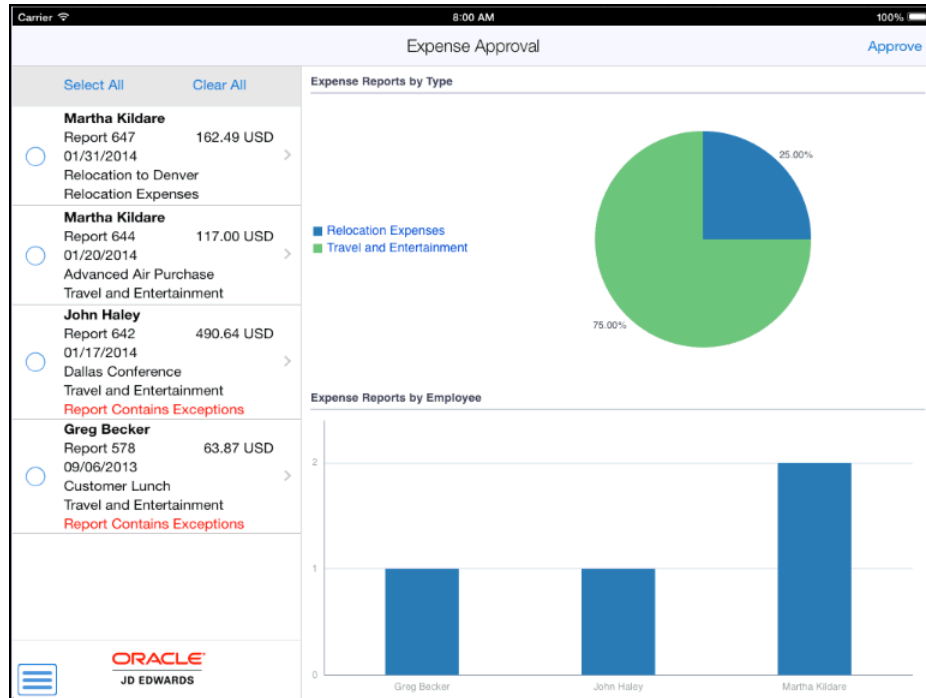 Carrier 8:00 AM 100%
Expense Approval Approve
Select All Clear All
Martha Kildare
Report 647 162.49 USD
01/31/2014
Relocation to Denver
Relocation Expenses
Martha Kildare
Report 644 117.00 USD
01/20/2014
Advanced Air Purchase
Travel and Entertainment
John Haley
Report 642 490.64 USD
01/17/2014
Dallas Conference
Travel and Entertainment
Report Contains Exceptions
Greg Becker
Report 578 63.87 USD
09/06/2013
Customer Lunch
Travel and Entertainment
Report Contains Exceptions
ORACLE
JD EDWARDS
Expense Reports by Type
25.00%
Relocation Expenses
Travel and Entertainment
75.00%
Expense Reports by Employee
2
1
0
Greg Becker John Haley Martha Kildare